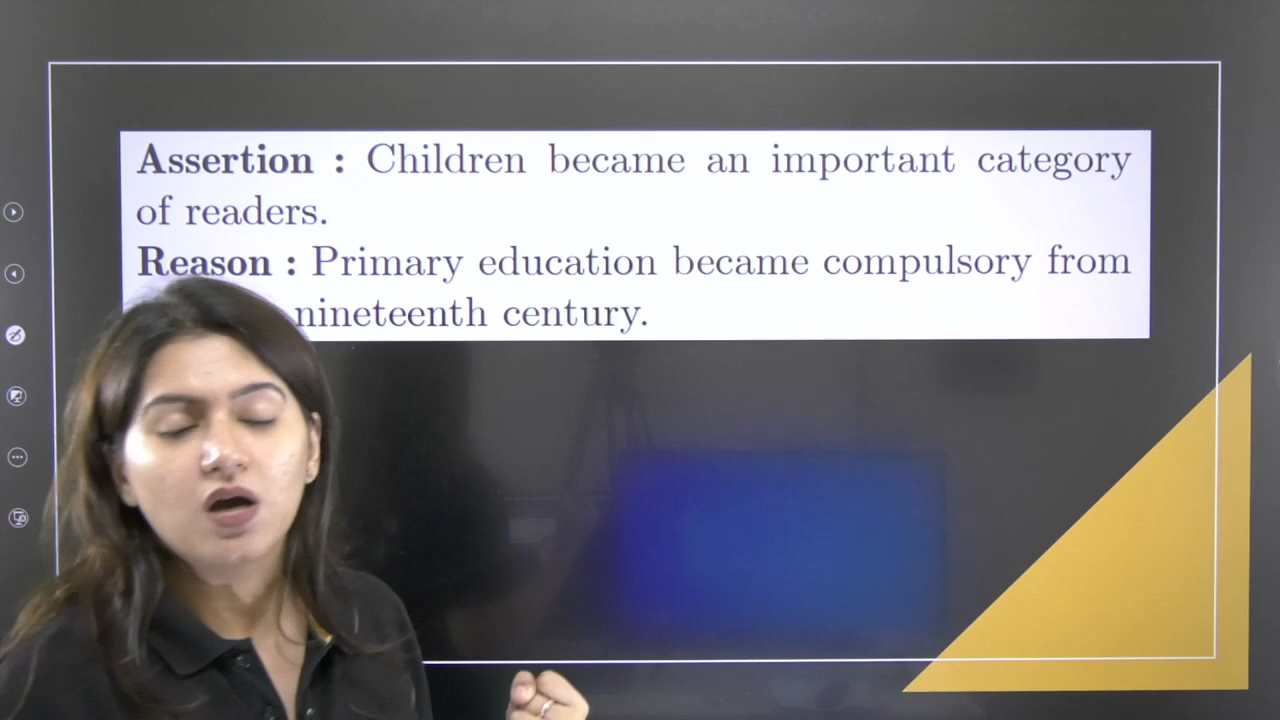 Assertion : Children became an important category
of readers.
Reason : Primary education became compulsory from
nineteenth century.